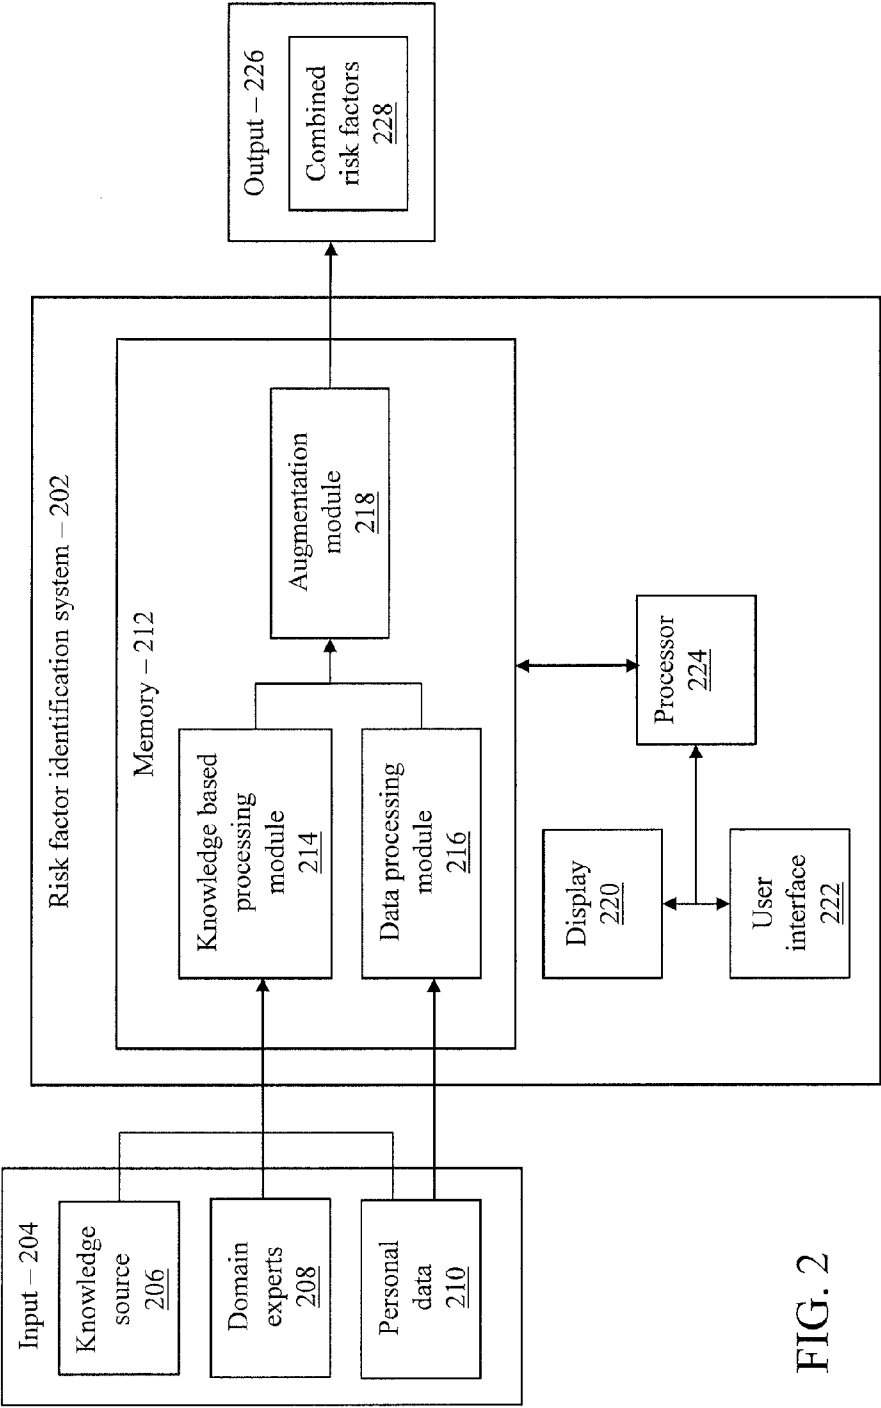 Risk factor identification system – 202
Input – 204
Knowledge
source
206
Domain
experts
208
Personal
data
210
Memory – 212
Knowledge based
processing
module
214
Data processing
module
216
Augmentation
module
218
Display
220
User
interface
222
Processor
224
Output – 226
Combined
risk factors
228
FIG. 2